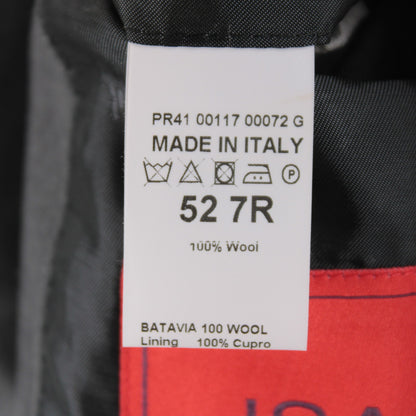 PR41 00117 00072 G
MADE IN ITALY
P
52 7R
100% Wool
BATAVIA 100 WOOL
Lining 100% Cupro